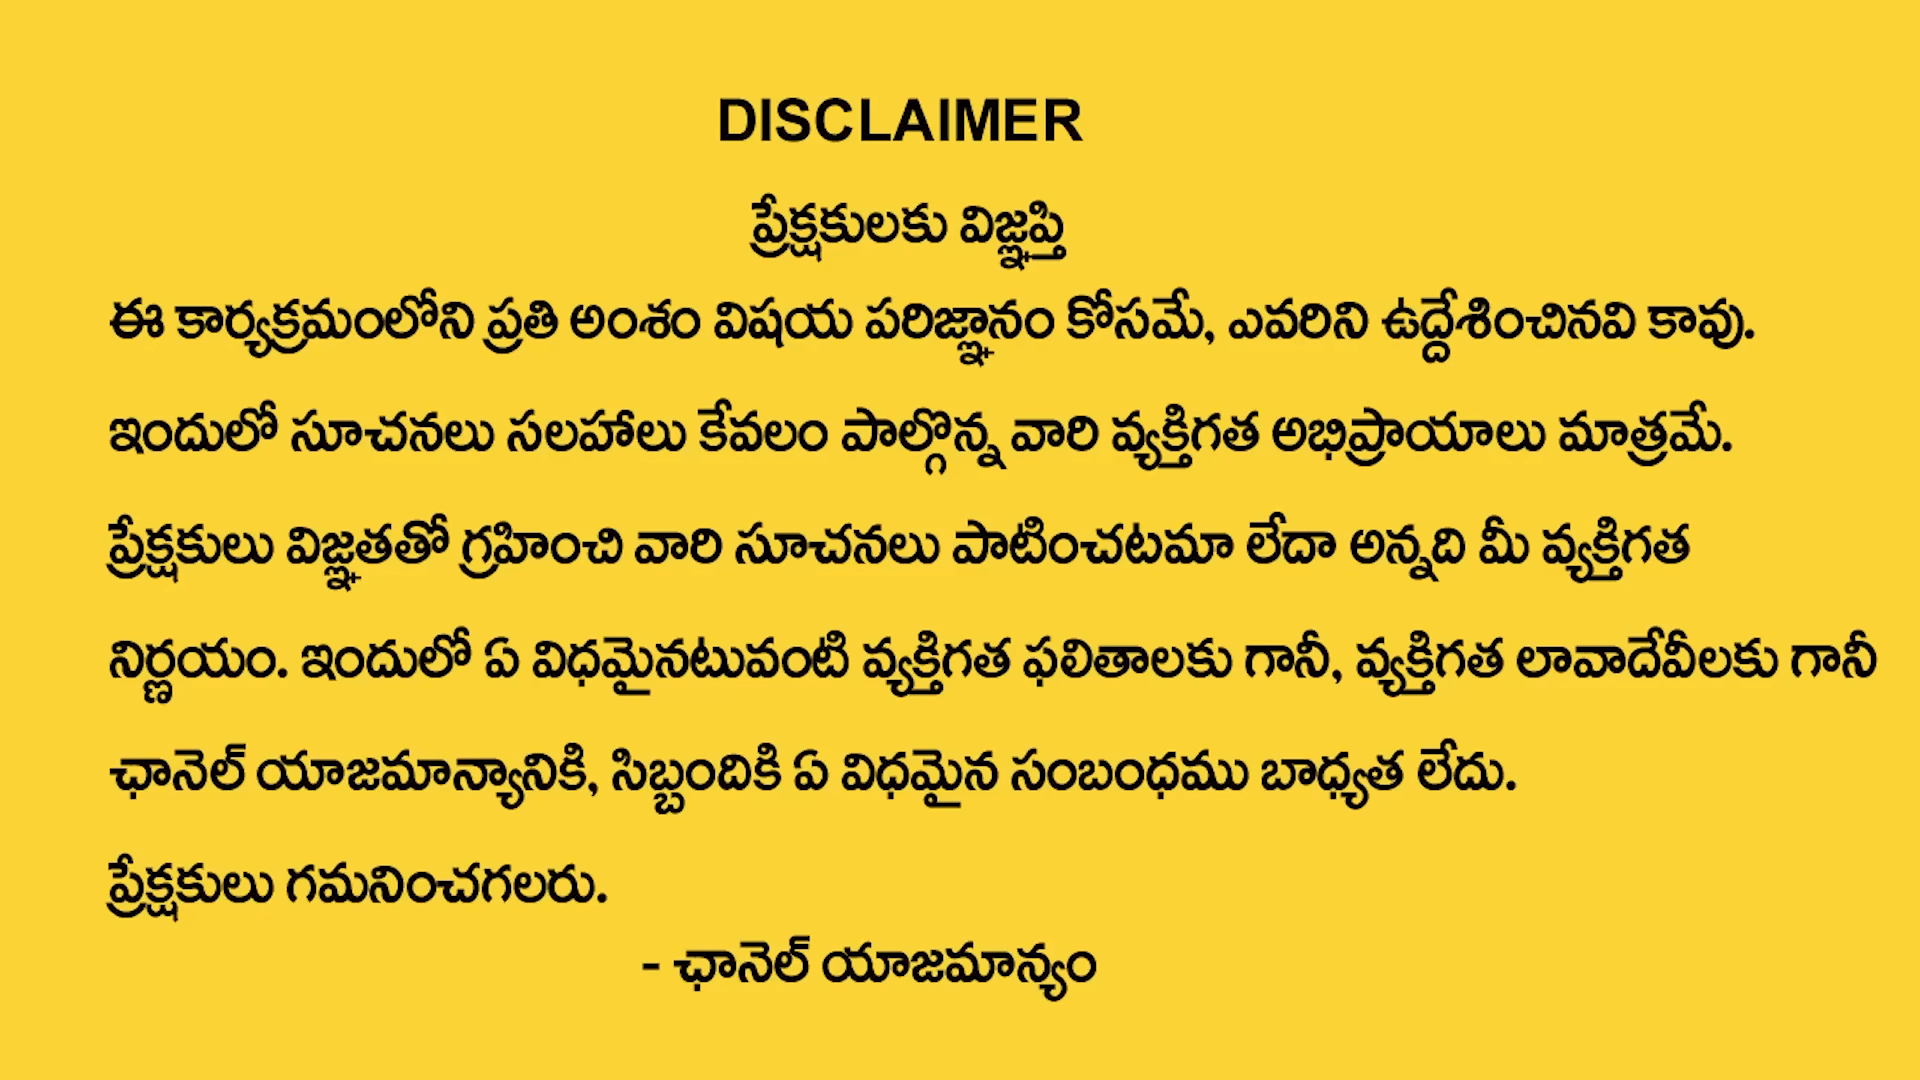 DISCLAIMER
ప్రేక్షకులకు విజ్ఞప్తి
ఈ కార్యక్రమంలోని ప్రతి అంశం విషయ పరిజ్ఞానం కోసమే, ఎవరిని ఉద్దేశించినవి కావు.
ఇందులో సూచనలు సలహాలు కేవలం పాల్గొన్న వారి వ్యక్తిగత అభిప్రాయాలు మాత్రమే.
ప్రేక్షకులు విజ్ఞతతో గ్రహించి వారి సూచనలు పాటించటమా లేదా అన్నది మీ వ్యక్తిగత
నిర్ణయం. ఇందులో ఏ విధమైనటువంటి వ్యక్తిగత ఫలితాలకు గానీ, వ్యక్తిగత లావాదేవీలకు గానీ
ఛానెల్ యాజమాన్యానికి, సిబ్బందికి ఏ విధమైన సంబంధము బాధ్యత లేదు.
ప్రేక్షకులు గమనించగలరు.
- ఛానెల్ యాజమాన్యం